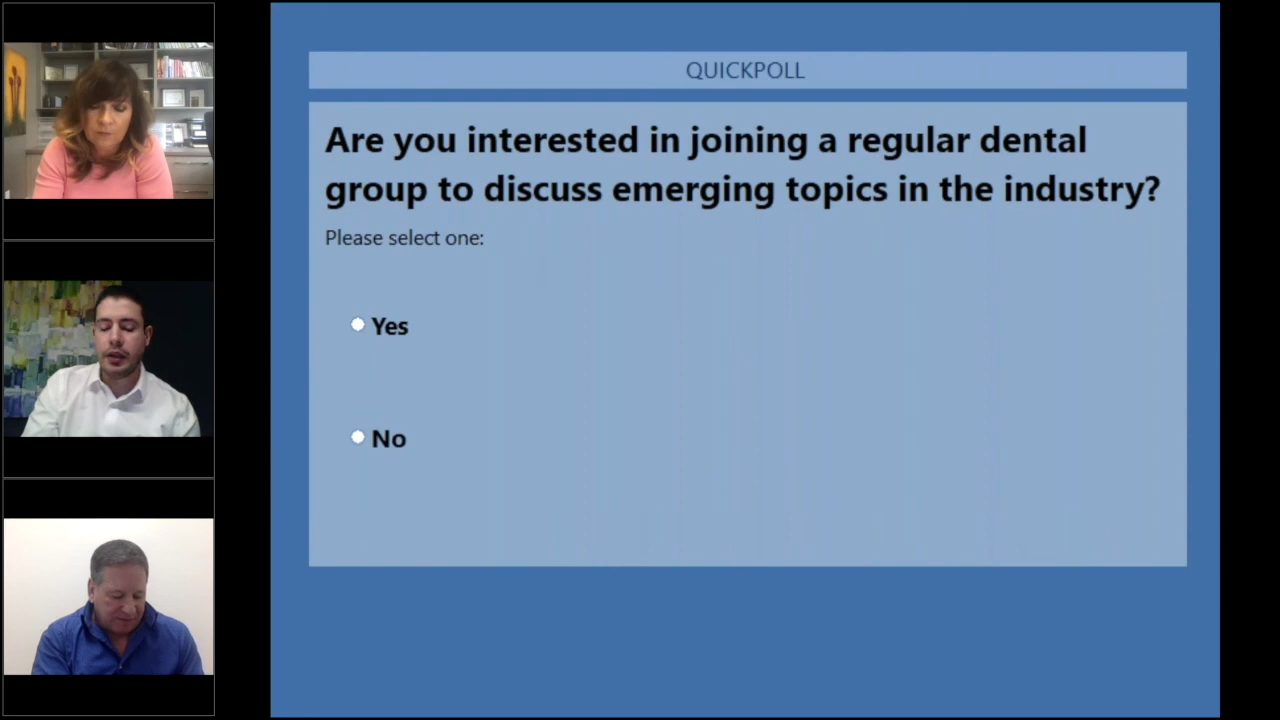 QUICKPOLL
Are you interested in joining a regular dental
group to discuss emerging topics in the industry?
Please select one:
Yes
No